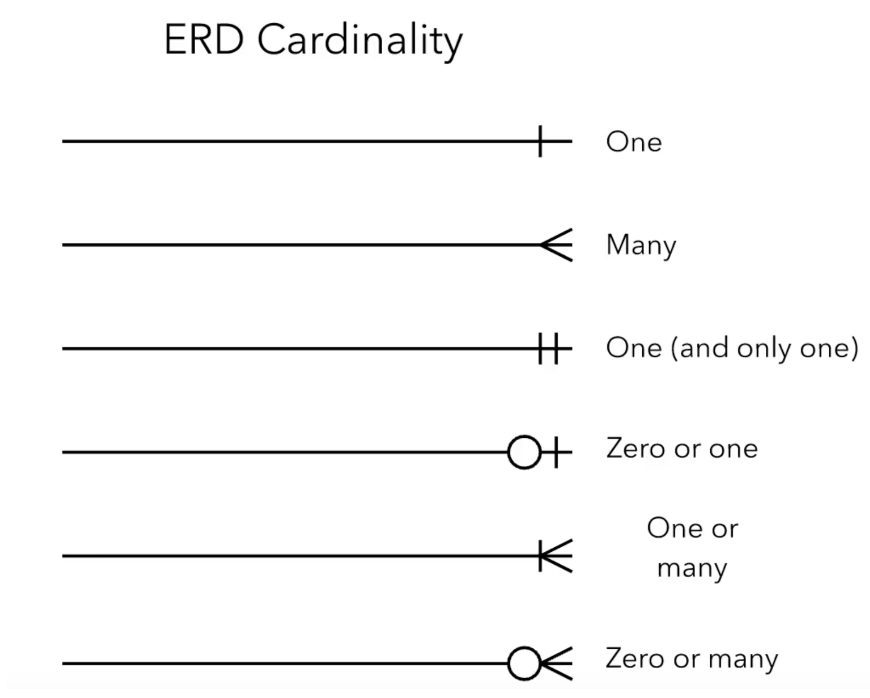 ERD Cardinality
One
Many
One (and only one)
Zero or one
One or
many
Zero or many